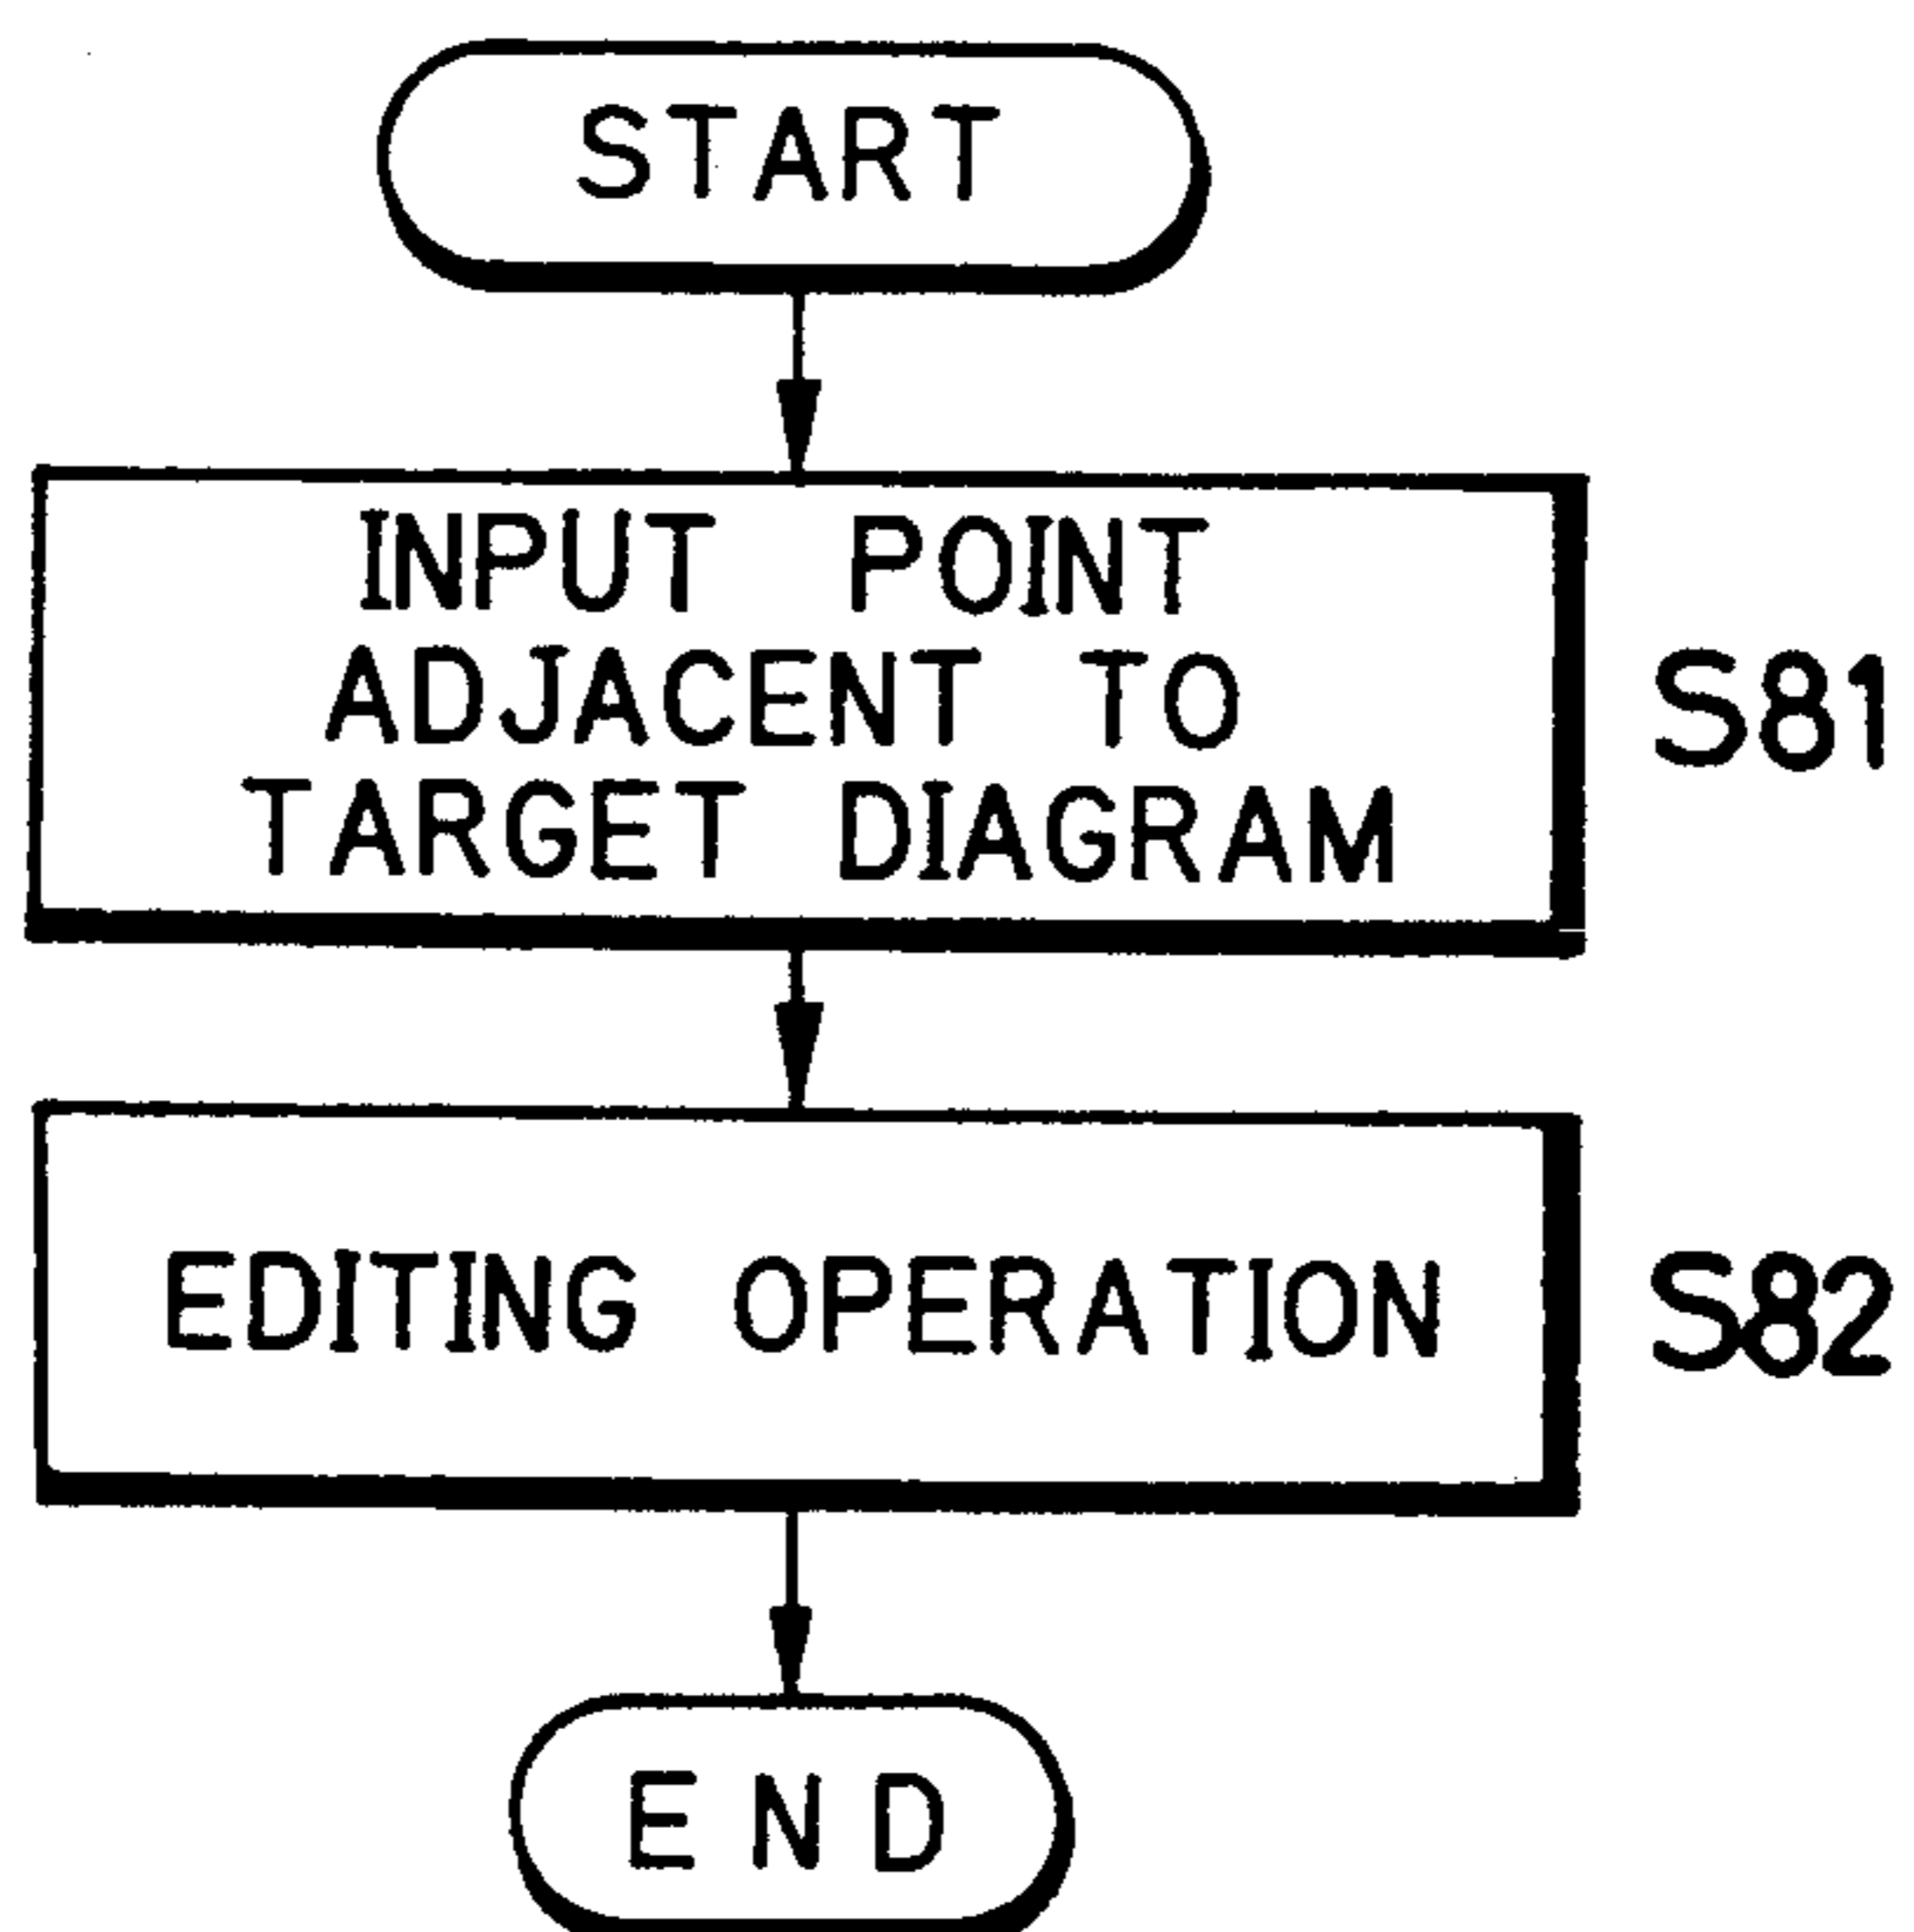 START
INPUT POINT
ADJACENT TO
TARGET DIAGRAM
S81
EDITING OPERATION
S82
END